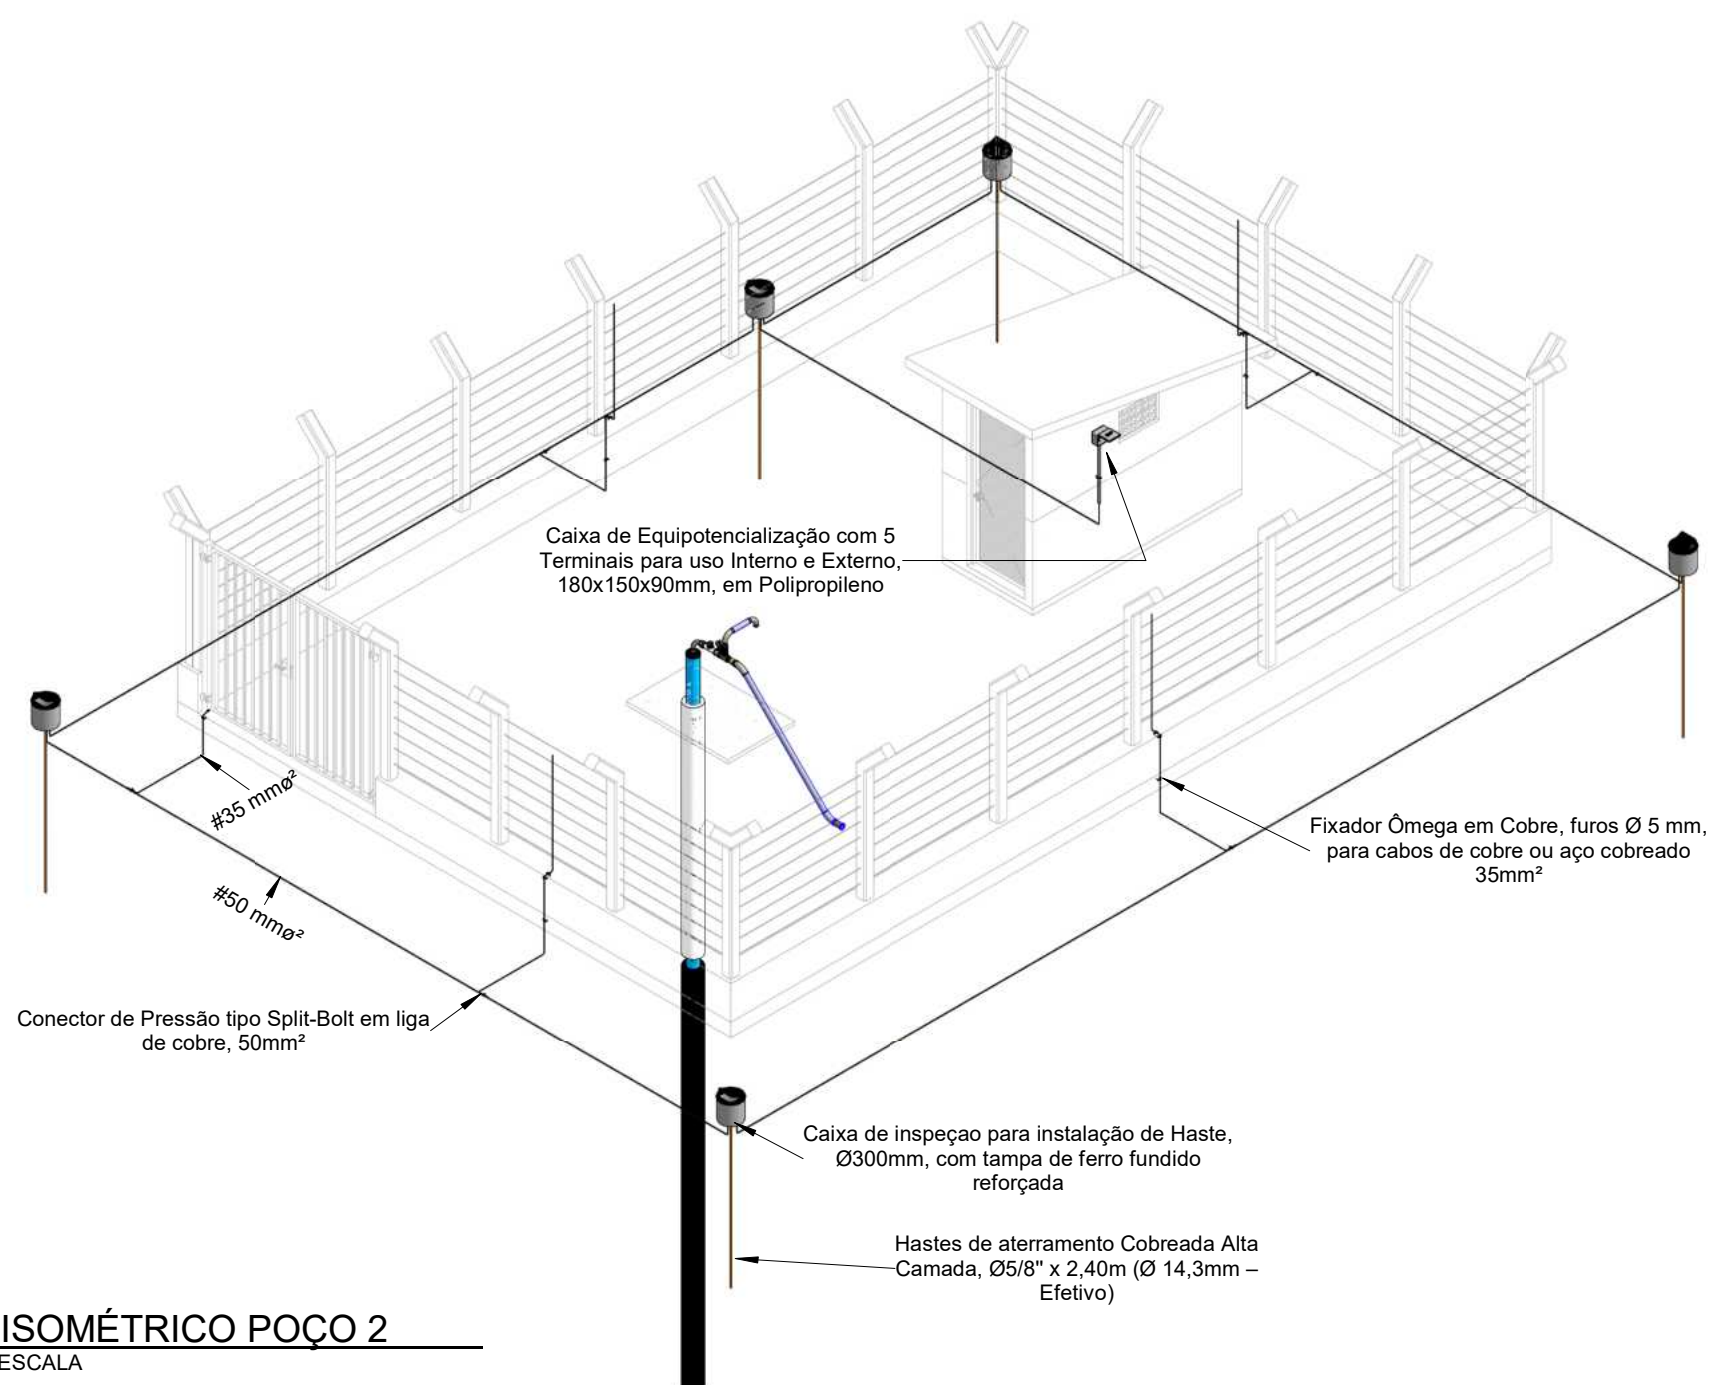 Caixa de Equipotencialização com 5
Terminais para uso Interno e Externo,
180x150x90mm, em Polipropileno
#35 mmø²
#50 mmø²
Fixador Ômega em Cobre, furos Ø 5 mm,
para cabos de cobre ou aço cobreado
35mm²
Conector de Pressão tipo Split-Bolt em liga
de cobre, 50mm²
Caixa de inspeçao para instalação de Haste,
Ø300mm, com tampa de ferro fundido
reforçada
Hastes de aterramento Cobreada Alta
Camada, Ø5/8" x 2,40m (Ø 14,3mm –
Efetivo)
ISOMÉTRICO POÇO 2
ESCALA